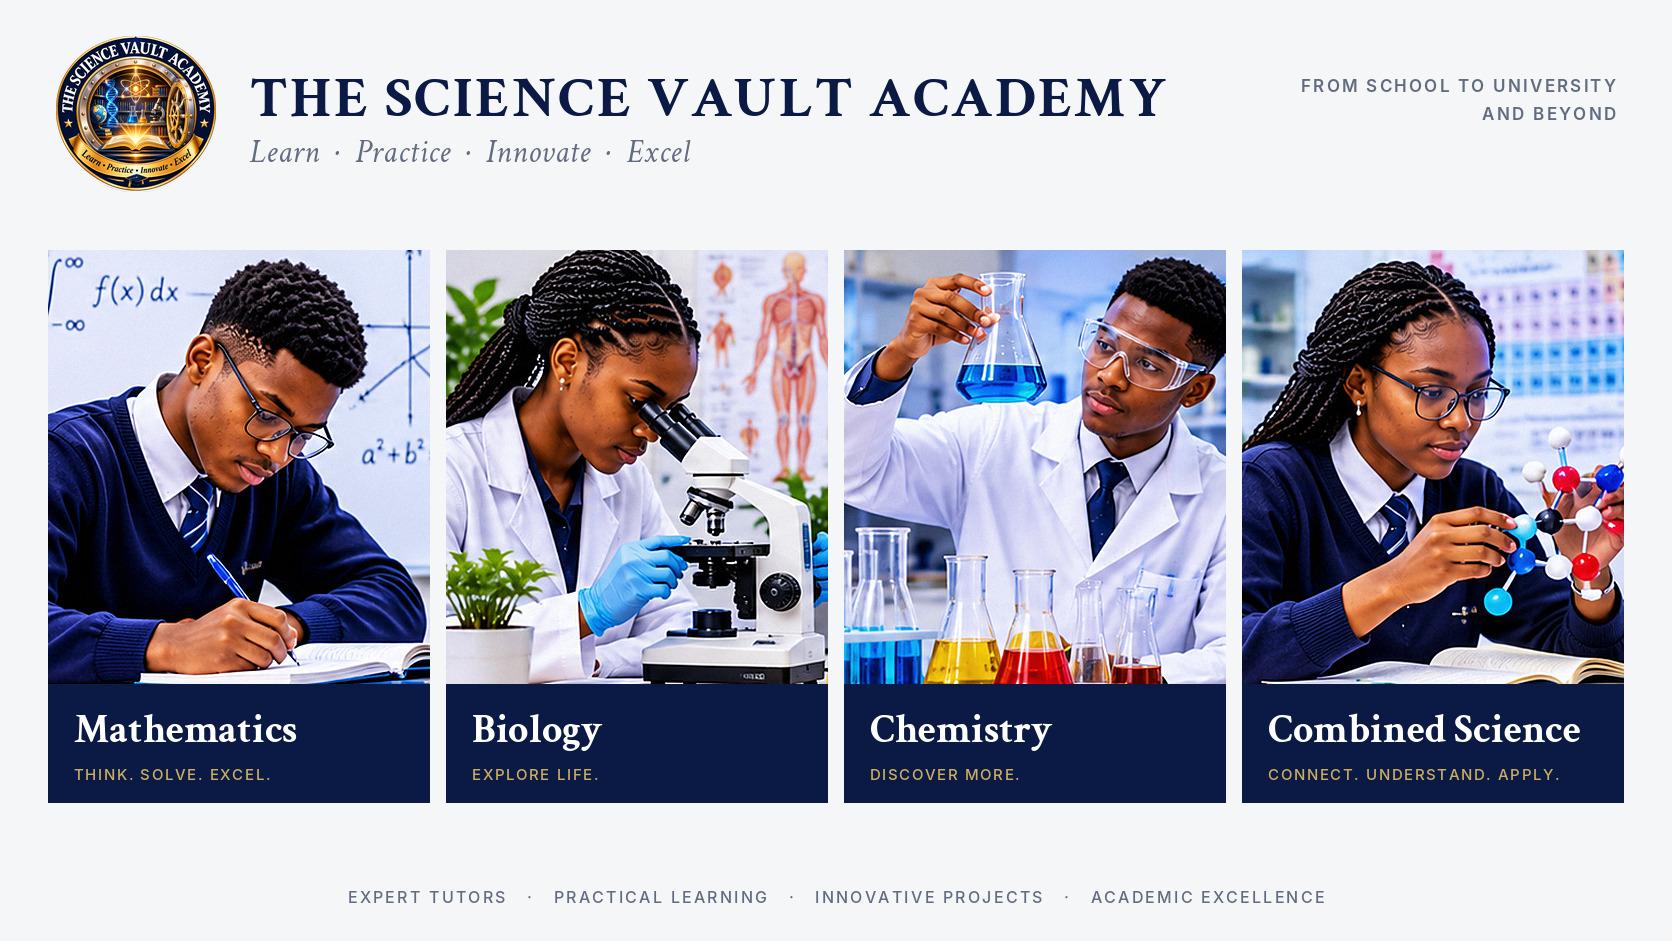 THE SCIENCE VAULT ACADEMY
Learn • Practice • Innovate • Excel
THE SCIENCE VAULT ACADEMY
Learn · Practice · Innovate · Excel
FROM SCHOOL TO UNIVERSITY
AND BEYOND
∫ ∞ f(x) dx
-∞
a²+b²
Mathematics
THINK. SOLVE. EXCEL.
Biology
EXPLORE LIFE.
Chemistry
DISCOVER MORE.
Combined Science
CONNECT. UNDERSTAND. APPLY.
EXPERT TUTORS · PRACTICAL LEARNING · INNOVATIVE PROJECTS · ACADEMIC EXCELLENCE